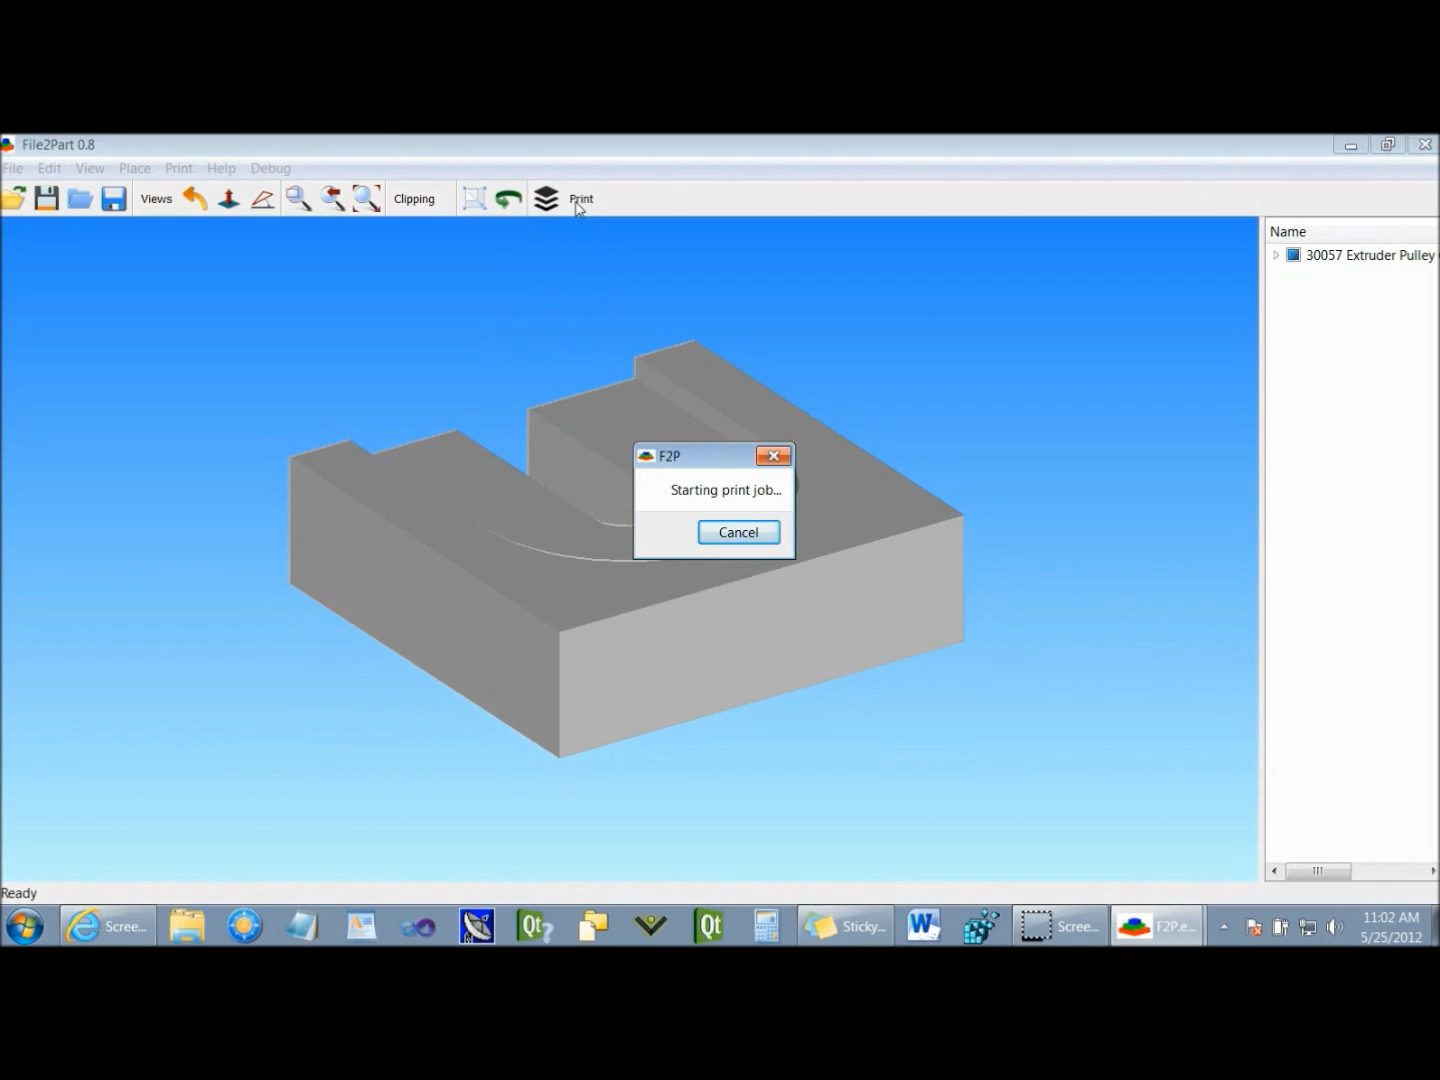 File2Part 0.8
File Edit View Place Print Help Debug
Views Clipping Print
Name
30057 Extruder Pulley
F2P
Starting print job...
Cancel
Ready
Scree... Qt? Qt Sticky... W Scree... F2P.e... 11:02 AM
5/25/2012